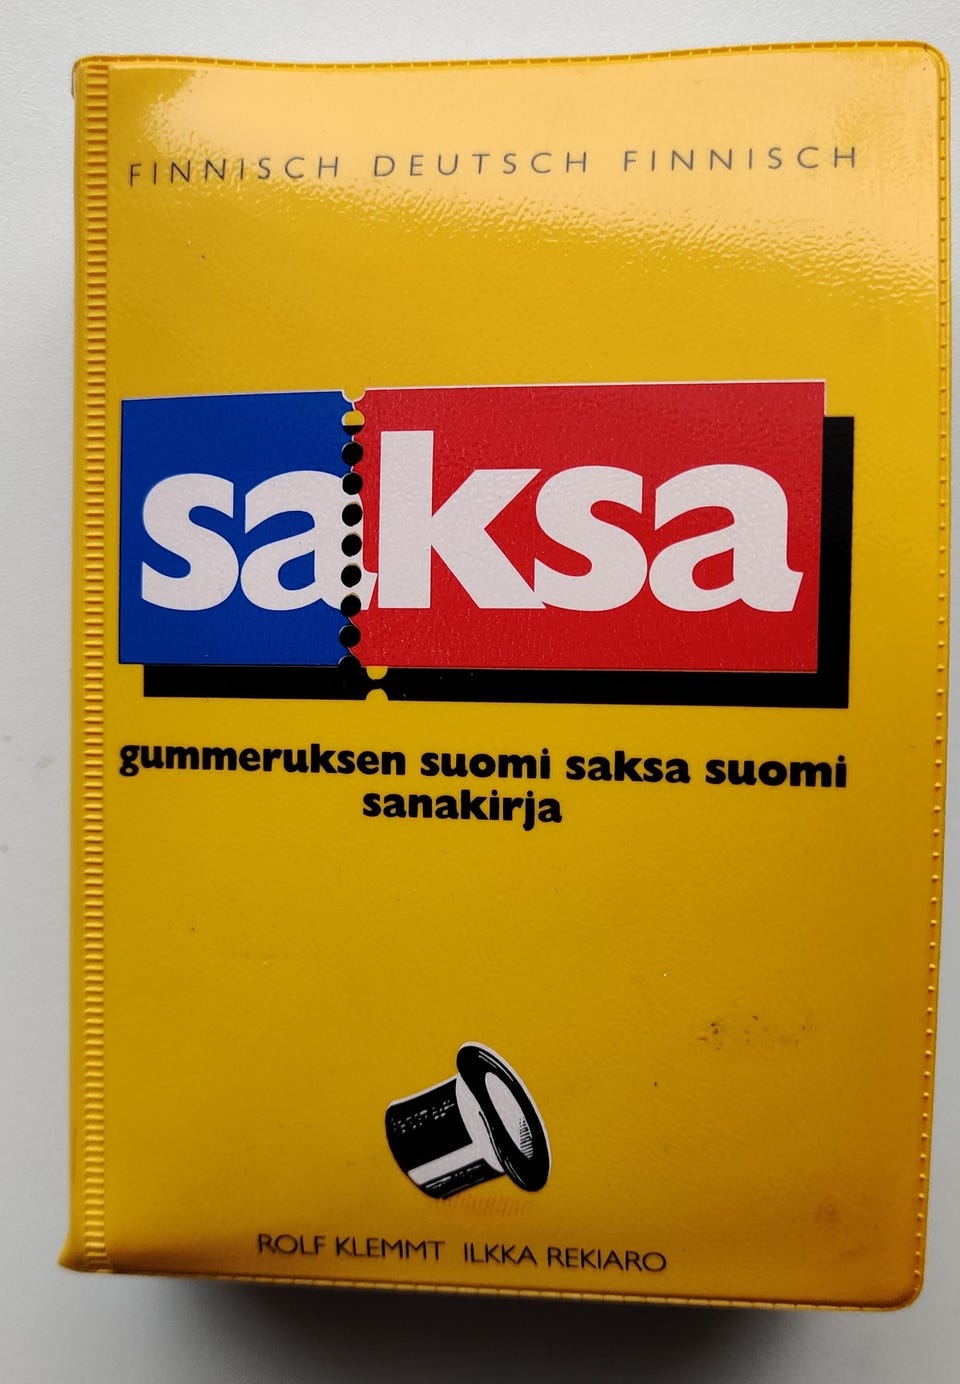 FINNISCH DEUTSCH FINNISCH
saksa
gummeruksen suomi saksa suomi
sanakirja
ROLF KLEMMT ILKKA REKIARO